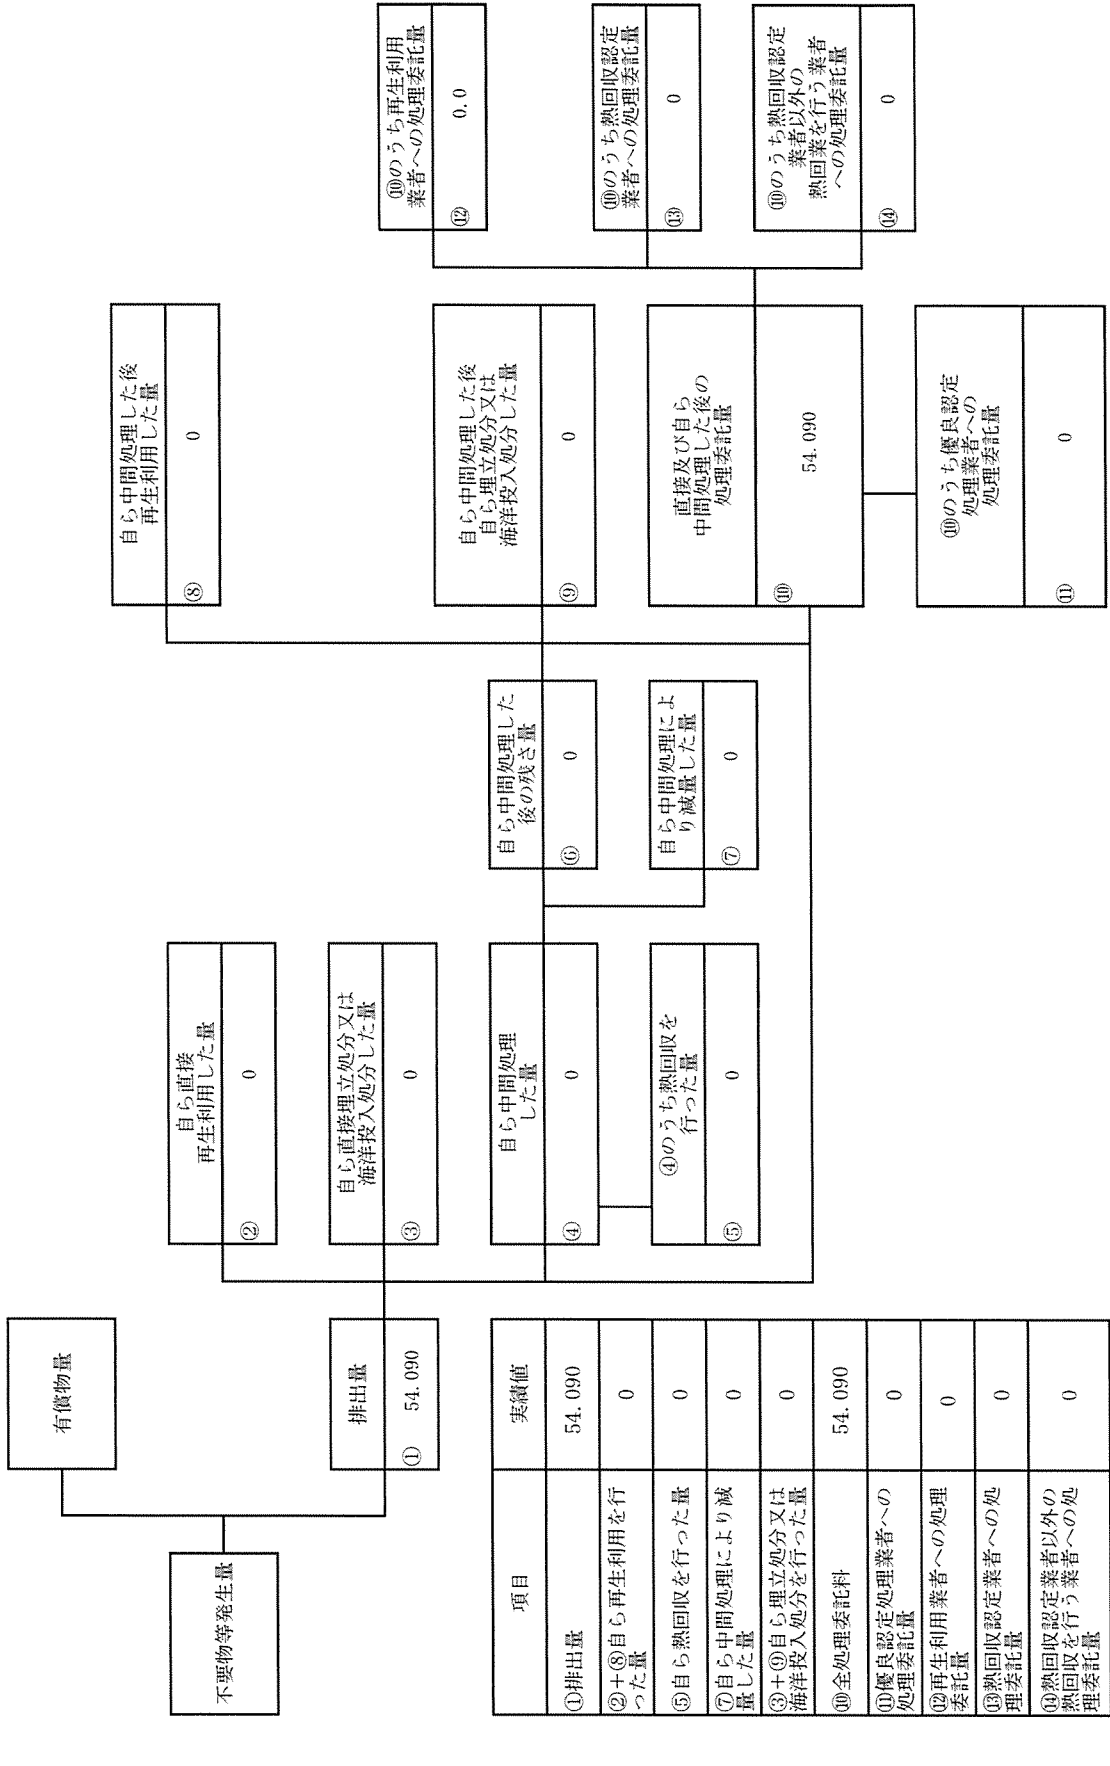 不要物等発生量
有償物量
排出量
① 54.090
自ら直接
再生利用した量
② 0
自ら直接埋立処分又は
海洋投入処分した量
③ 0
自ら中間処理
した量
④ 0
④のうち熱回収を
行った量
⑤ 0
自ら中間処理した
後の残さ量
⑥ 0
自ら中間処理によ
り減量した量
⑦ 0
自ら中間処理した後
再生利用した量
⑧ 0
自ら中間処理した後
自ら埋立処分又は
海洋投入処分した量
⑨ 0
直接及び自ら
中間処理した後の
処理委託量
⑩ 54.090
⑩のうち優良認定
処理業者への
処理委託量
⑪ 0
⑩のうち再生利用
業者への処理委託量
⑫ 0.0
⑩のうち熱回収認定
業者への処理委託量
⑬ 0
⑩のうち熱回収認定
業者以外の
熱回業を行う業者
への処理委託量
⑭ 0
項目 実績値
①排出量 54.090
②+⑧自ら再生利用を行
った量 0
⑤自ら熱回収を行った量 0
⑦自ら中間処理により減
量した量 0
③+⑨自ら埋立処分又は
海洋投入処分を行った量 0
⑩全処理委託料 54.090
⑪優良認定処理業者への
処理委託量 0
⑫再生利用業者への処理
委託量 0
⑬熱回収認定業者への処
理委託量 0
⑭熱回収認定業者以外の
熱回収を行う業者への処
理委託量 0